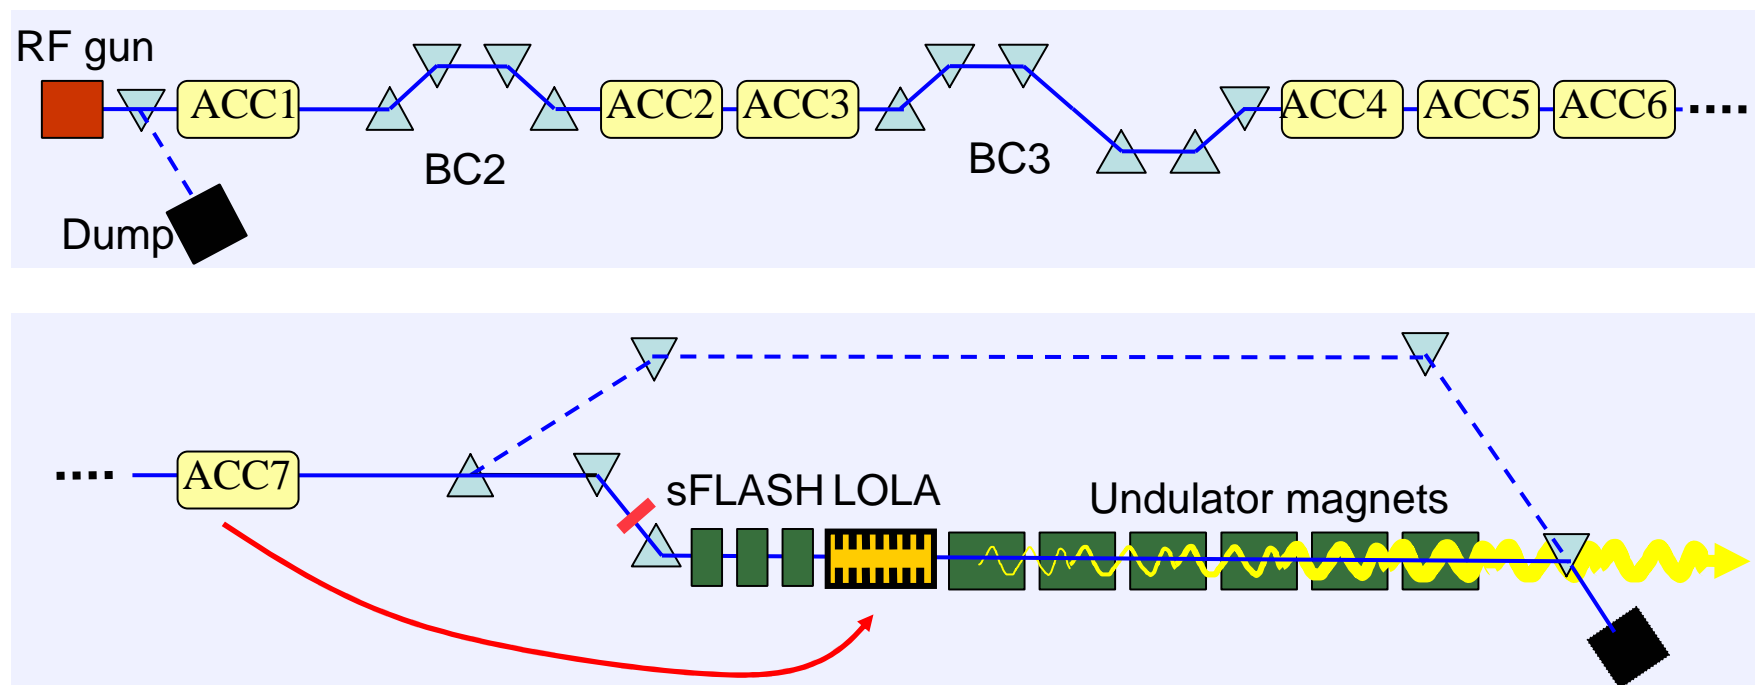 RF gun
ACC1
ACC2
ACC3
ACC4
ACC5
ACC6
....
BC2
BC3
Dump
....
ACC7
sFLASH LOLA
Undulator magnets